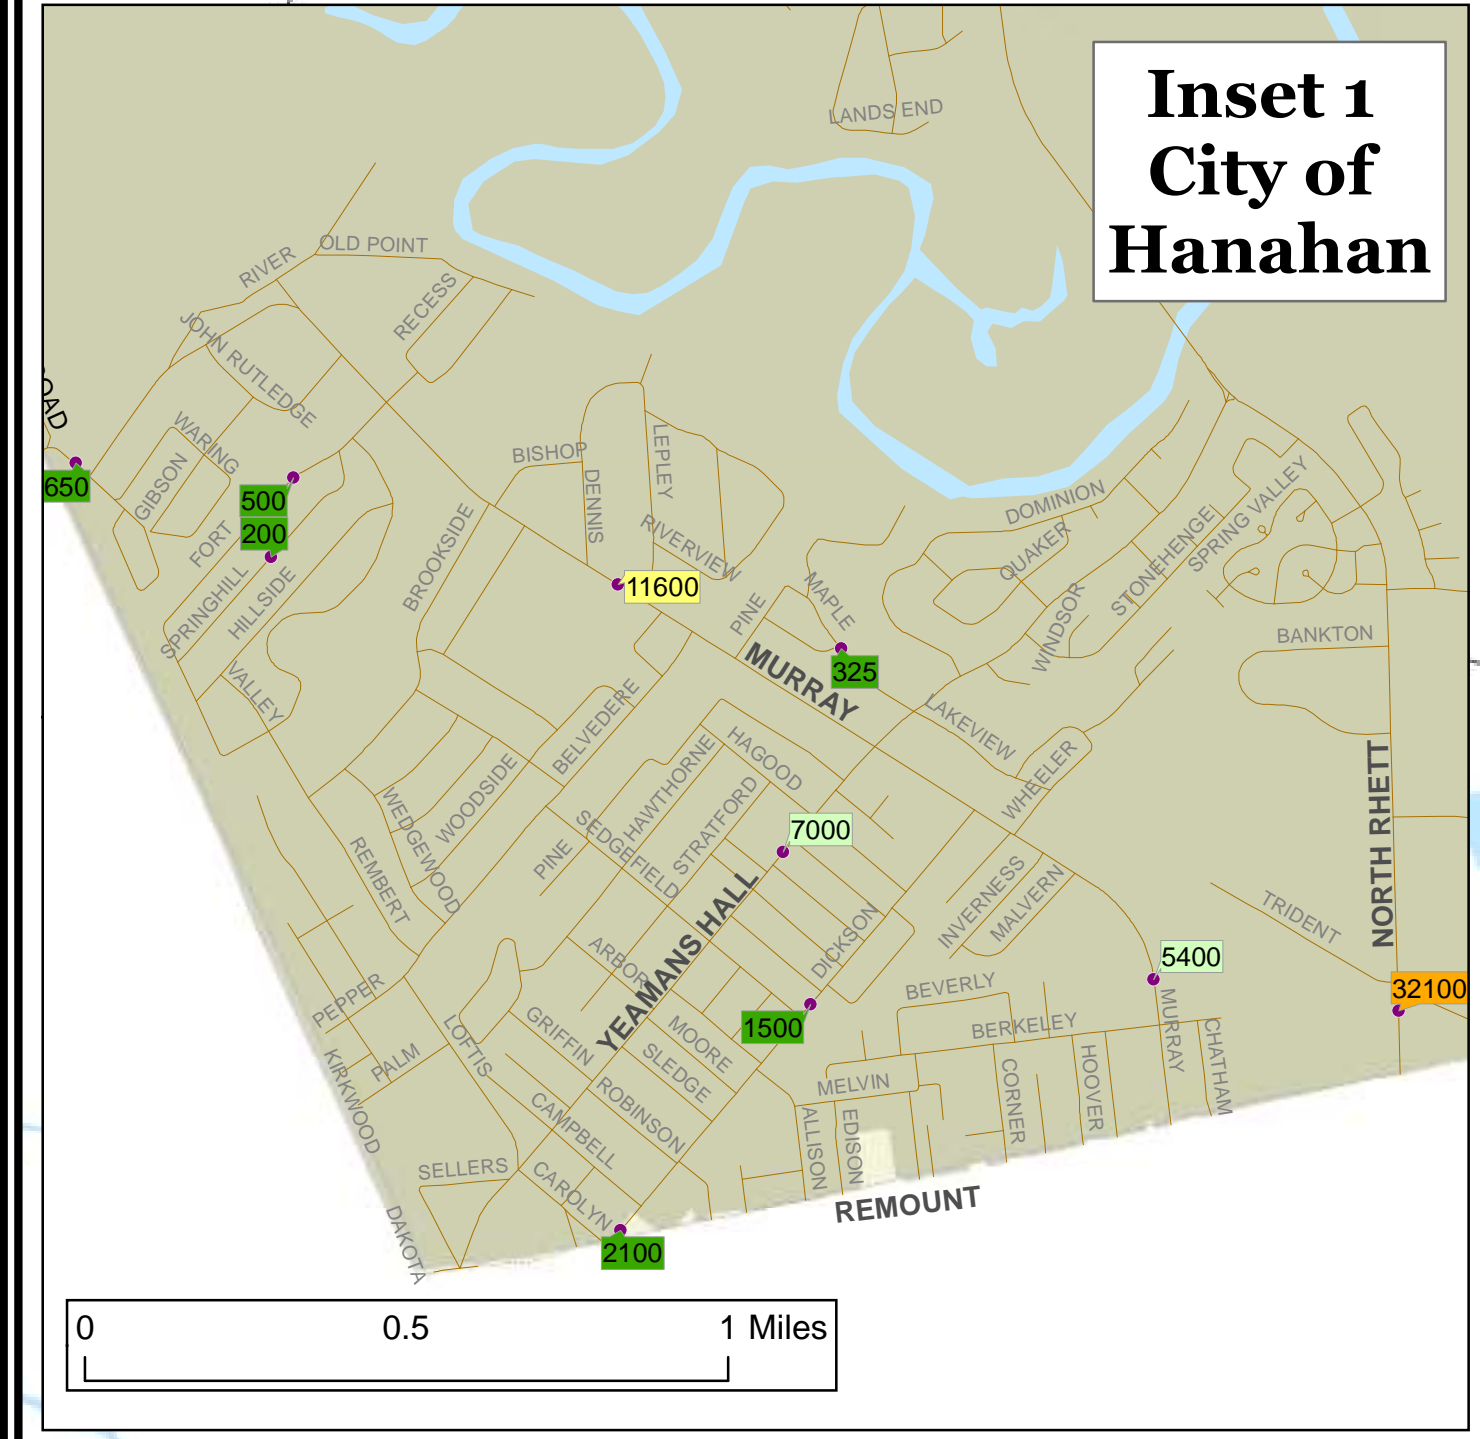 Inset 1
City of
Hanahan
LANDS END
OLD POINT
RIVER
RECESS
JOHN RUTLEDGE
OAD
WARING
GIBSON
650
500
200
FORT
SPRINGHILL
HILLSIDE
VALLEY
BROOKSIDE
BISHOP
DENNIS
LEPLEY
RIVERVIEW
11600
PINE
MAPLE
325
MURRAY
DOMINION
QUAKER
WINDSOR
STONEHENGE
SPRING VALLEY
BANKTON
LAKEVIEW
WHEELER
NORTH RHETT
BELVEDERE
HAGOOD
HAWTHORNE
STRATFORD
7000
WOODSIDE
WEDGEWOOD
SEDGEFIELD
PINE
REMBERT
YEAMANS HALL
DICKSON
INVERNESS
MALVERN
TRIDENT
5400
32100
ARBOR
BEVERLY
BERKELEY
MURRAY
CHATHAM
PEPPER
LOFTIS
GRIFFIN
MOORE
SLEDGE
1500
PALM
KIRKWOOD
ROBINSON
CAMPBELL
MELVIN
ALLISON
EDISON
CORNER
HOOVER
SELLERS
CAROLYN
DAKOTA
REMOUNT
2100
0 0.5 1 Miles